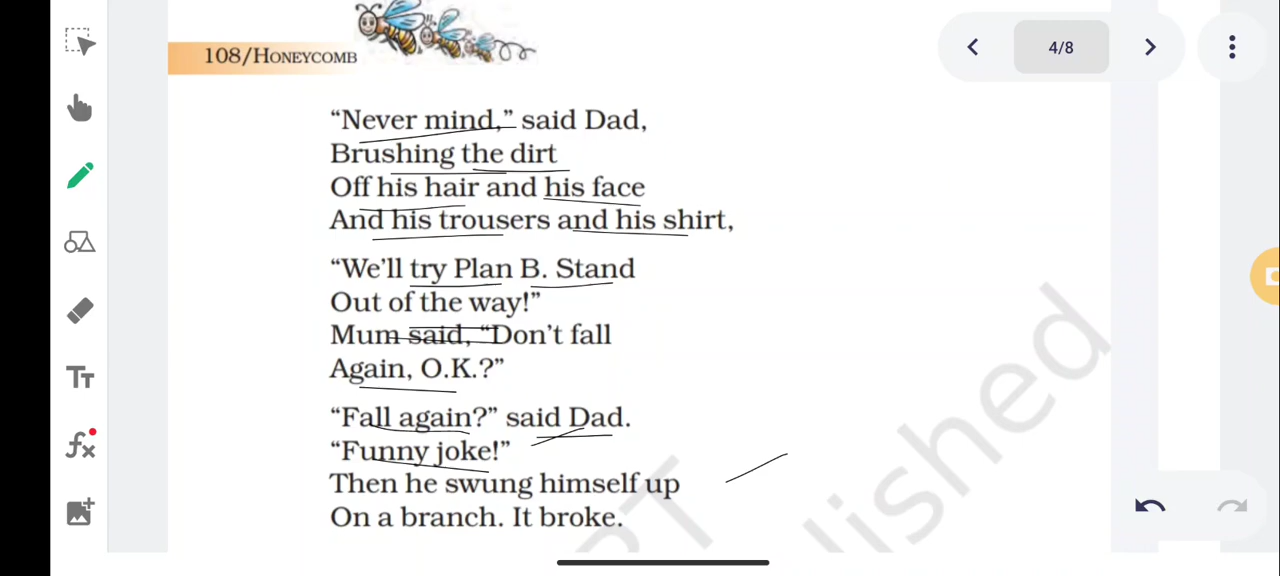 108/HONEYCOMB
4/8
“Never mind,” said Dad,
Brushing the dirt
Off his hair and his face
And his trousers and his shirt,
“We’ll try Plan B. Stand
Out of the way!”
Mum said, “Don’t fall
Again, O.K.?”
“Fall again?” said Dad.
“Funny joke!”
Then he swung himself up
On a branch. It broke.
TT
fx